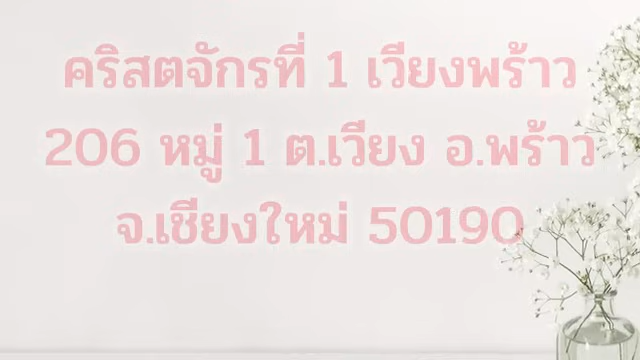 คริสตจักรที่ 1 เวียงพร้าว
206 หมู่ 1 ต.เวียง อ.พร้าว
จ.เชียงใหม่ 50190